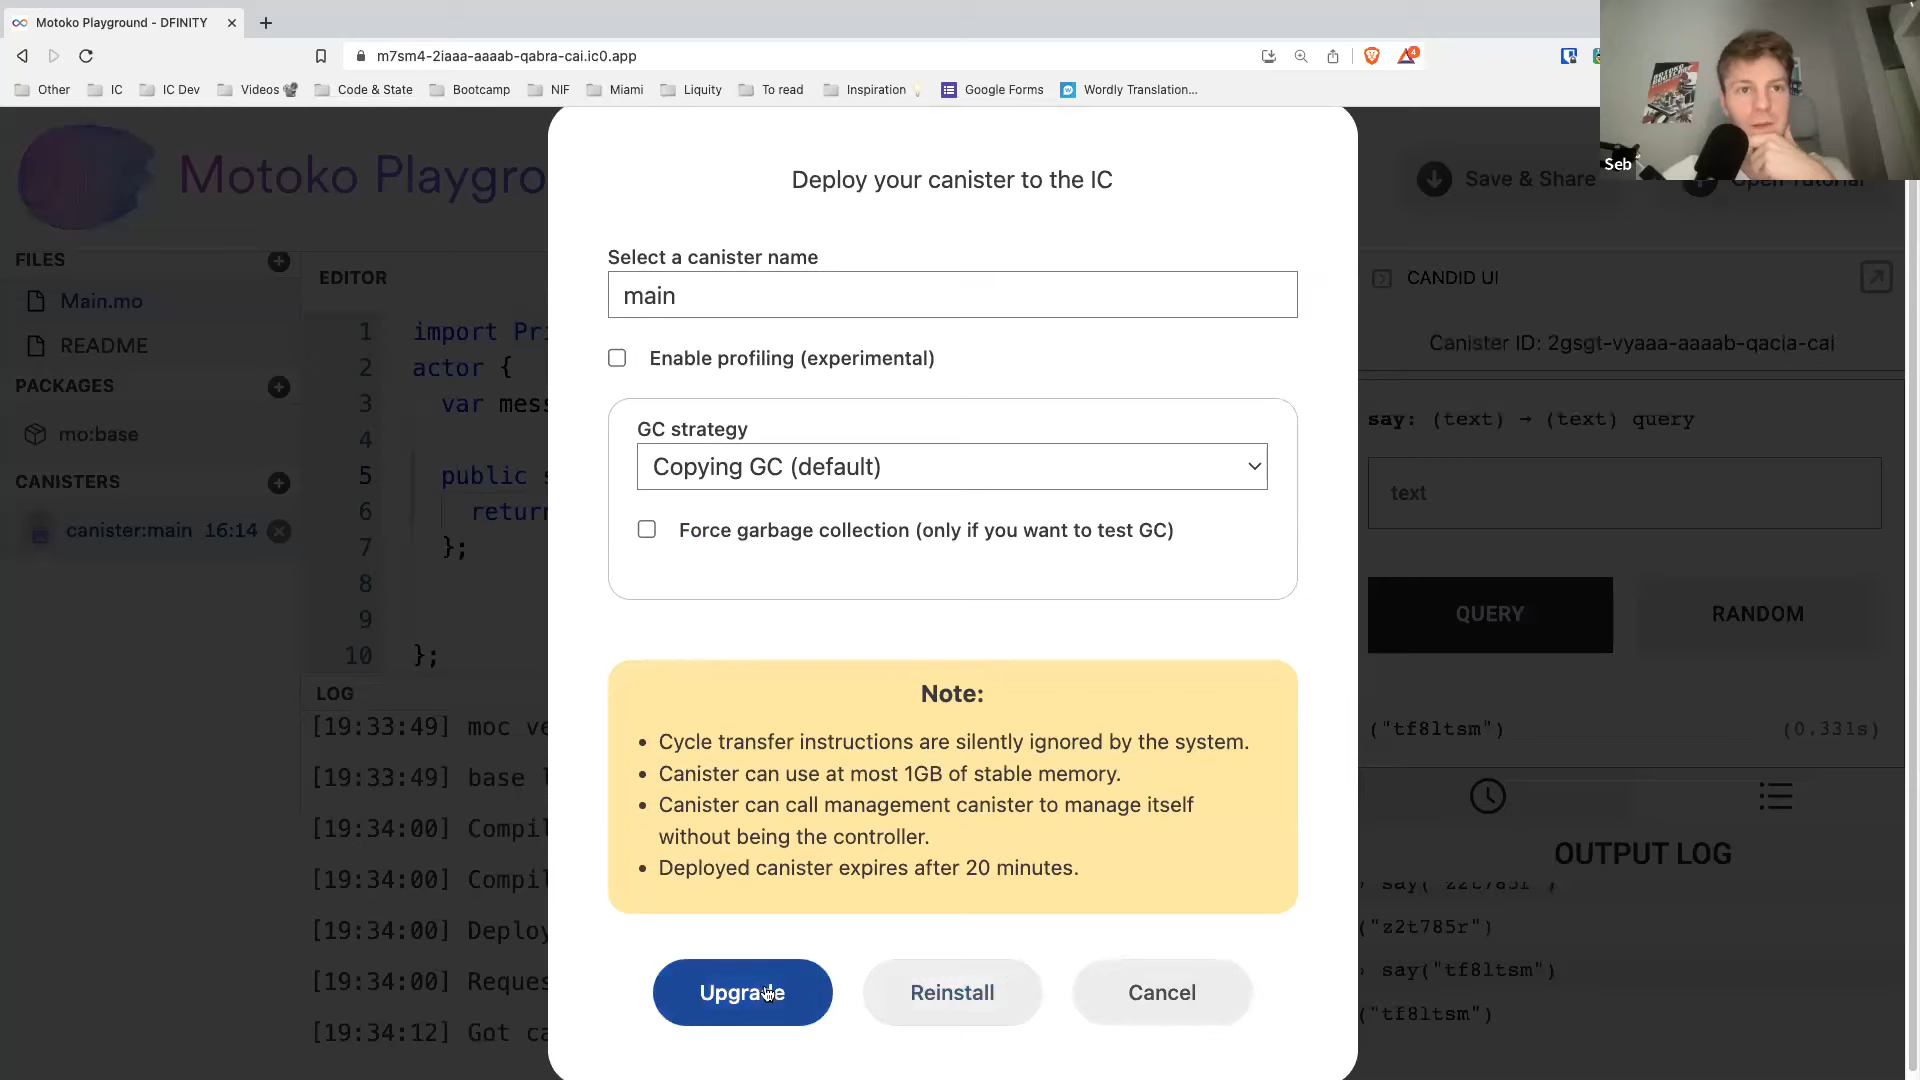 Motoko Playground - DFINITY
m7sm4-2iaaa-aaaab-qabra-cai.ic0.app
4
Other
IC
IC Dev
Videos
Code & State
Bootcamp
NIF
Miami
Liquity
To read
Inspiration
Google Forms
Wordly Translation...
Seb
Motoko Playgro
Save & Share
Open Tutorial
FILES
Main.mo
README
PACKAGES
mo:base
CANISTERS
canister:main 16:14
EDITOR
1 import Pri
2 actor {
3 var mess
4
5 public s
6 return
7 };
8
9
10 };
LOG
[19:33:49] moc ve
[19:33:49] base l
[19:34:00] Compil
[19:34:00] Compil
[19:34:00] Deploy
[19:34:00] Reques
[19:34:12] Got ca
Deploy your canister to the IC
Select a canister name
main
Enable profiling (experimental)
GC strategy
Copying GC (default)
Force garbage collection (only if you want to test GC)
Note:
• Cycle transfer instructions are silently ignored by the system.
• Canister can use at most 1GB of stable memory.
• Canister can call management canister to manage itself
without being the controller.
• Deployed canister expires after 20 minutes.
Upgrade
Reinstall
Cancel
CANDID UI
Canister ID: 2gsgt-vyaaa-aaaab-qacia-cai
say: (text) → (text) query
text
QUERY
RANDOM
("tf8ltsm")
(0.331s)
OUTPUT LOG
› say("z2t785r")
("z2t785r")
› say("tf8ltsm")
("tf8ltsm")